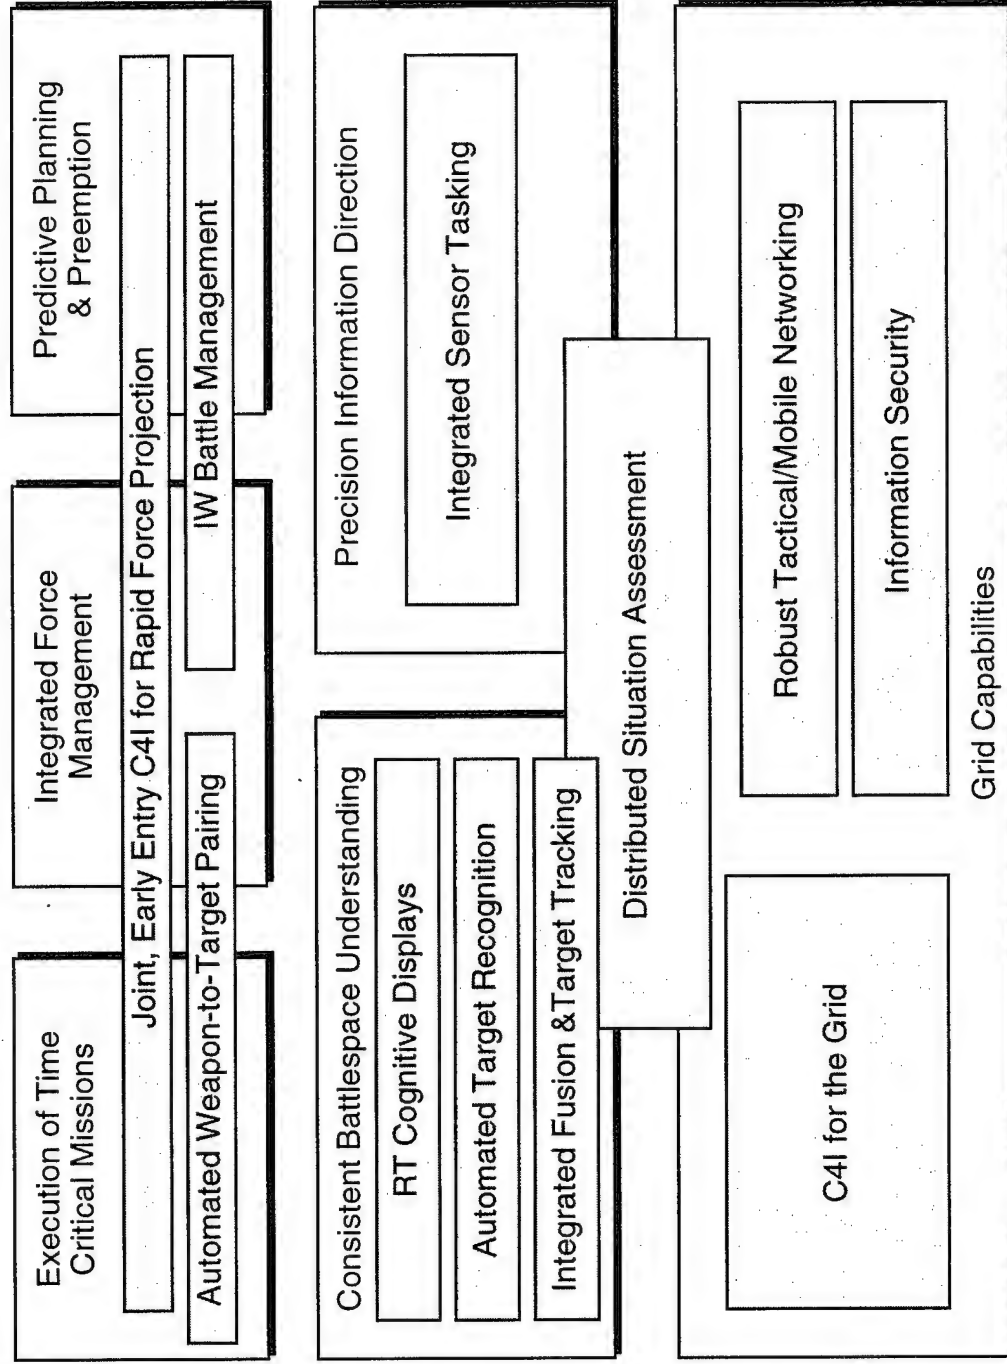 Execution of Time
Critical Missions
Integrated Force
Management
Predictive Planning
& Preemption
Joint, Early Entry C4I for Rapid Force Projection
Automated Weapon-to-Target Pairing
IW Battle Management
Consistent Battlespace Understanding
RT Cognitive Displays
Automated Target Recognition
Integrated Fusion &Target Tracking
Precision Information Direction
Integrated Sensor Tasking
Distributed Situation Assessment
C4I for the Grid
Robust Tactical/Mobile Networking
Information Security
Grid Capabilities